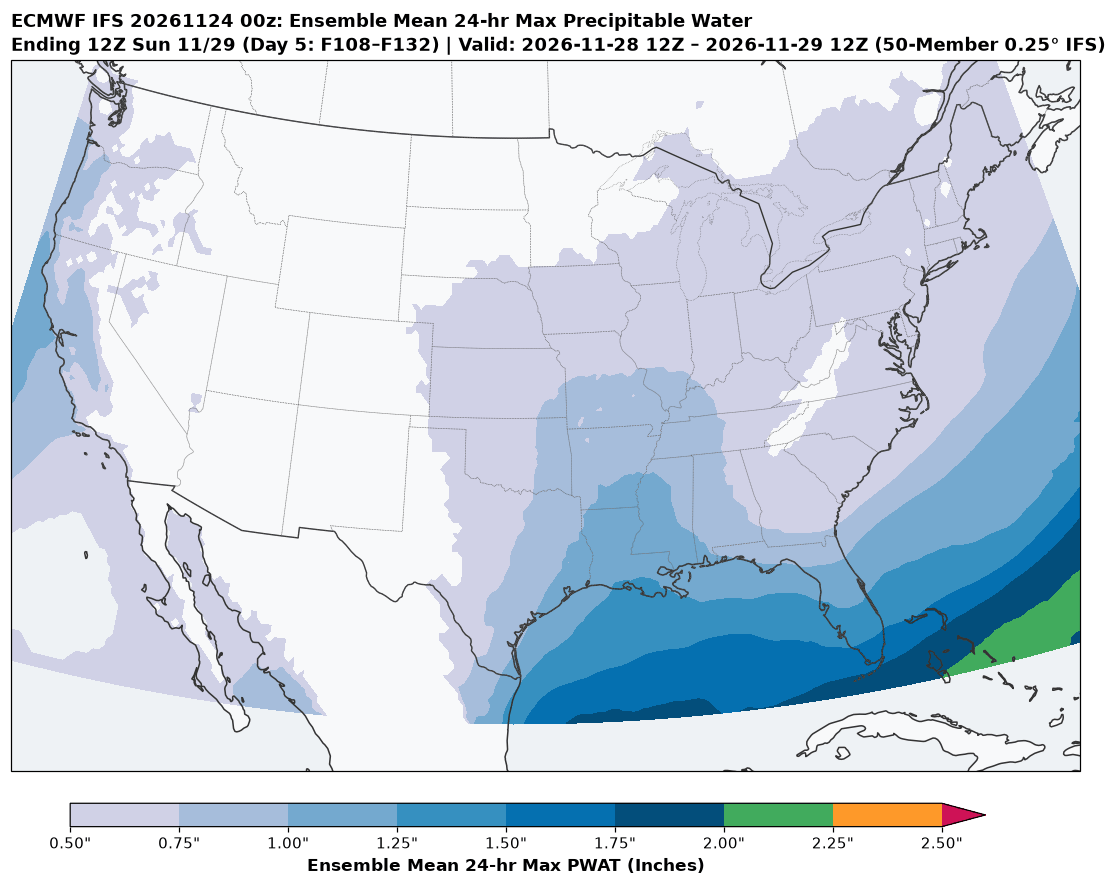 ECMWF IFS 20261124 00z: Ensemble Mean 24-hr Max Precipitable Water
Ending 12Z Sun 11/29 (Day 5: F108–F132) | Valid: 2026-11-28 12Z – 2026-11-29 12Z (50-Member 0.25° IFS)
0.50" 0.75" 1.00" 1.25" 1.50" 1.75" 2.00" 2.25" 2.50"
Ensemble Mean 24-hr Max PWAT (Inches)